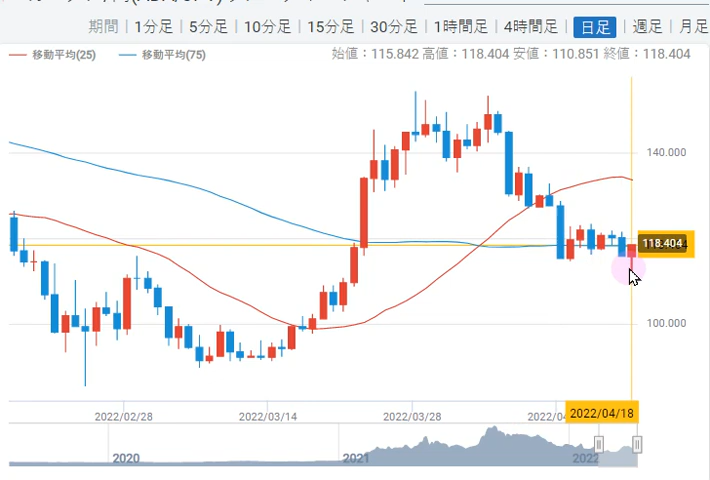 期間 | 1分足 | 5分足 | 10分足 | 15分足 | 30分足 | 1時間足 | 4時間足 | 日足 | 週足 | 月足
移動平均(25) 移動平均(75) 始値：115.842 高値：118.404 安値：110.851 終値：118.404
140.000
118.404
100.000
2022/02/28 2022/03/14 2022/03/28 2022/04/18
2020 2021 2022